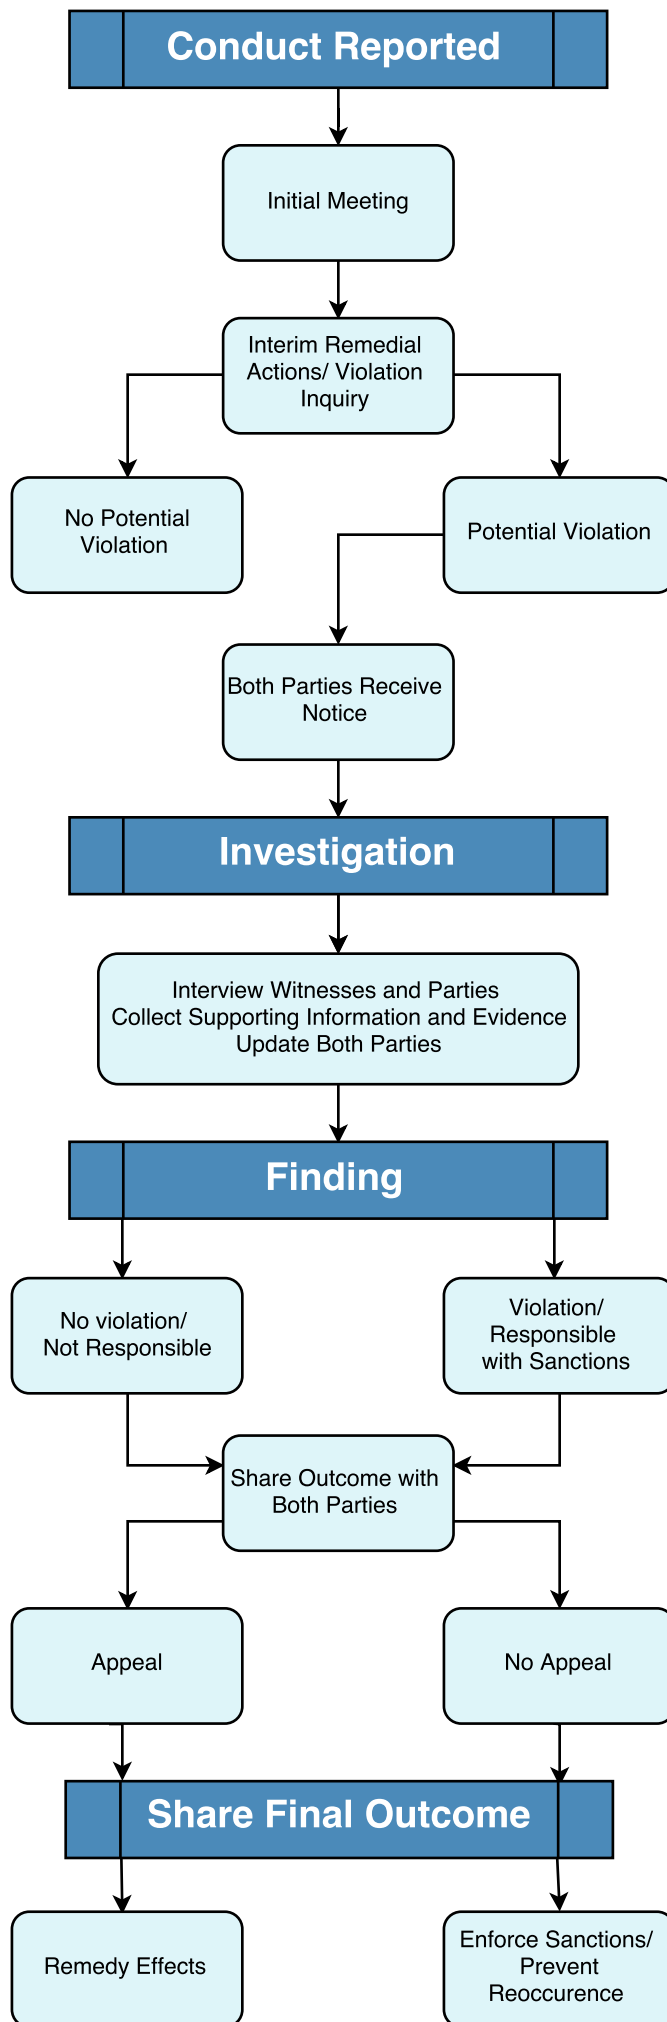 Conduct Reported
Initial Meeting
Interim Remedial
Actions/ Violation
Inquiry
No Potential
Violation
Potential Violation
Both Parties Receive
Notice
Investigation
Interview Witnesses and Parties
Collect Supporting Information and Evidence
Update Both Parties
Finding
No violation/
Not Responsible
Violation/
Responsible
with Sanctions
Share Outcome with
Both Parties
Appeal
No Appeal
Share Final Outcome
Remedy Effects
Enforce Sanctions/
Prevent
Reoccurence